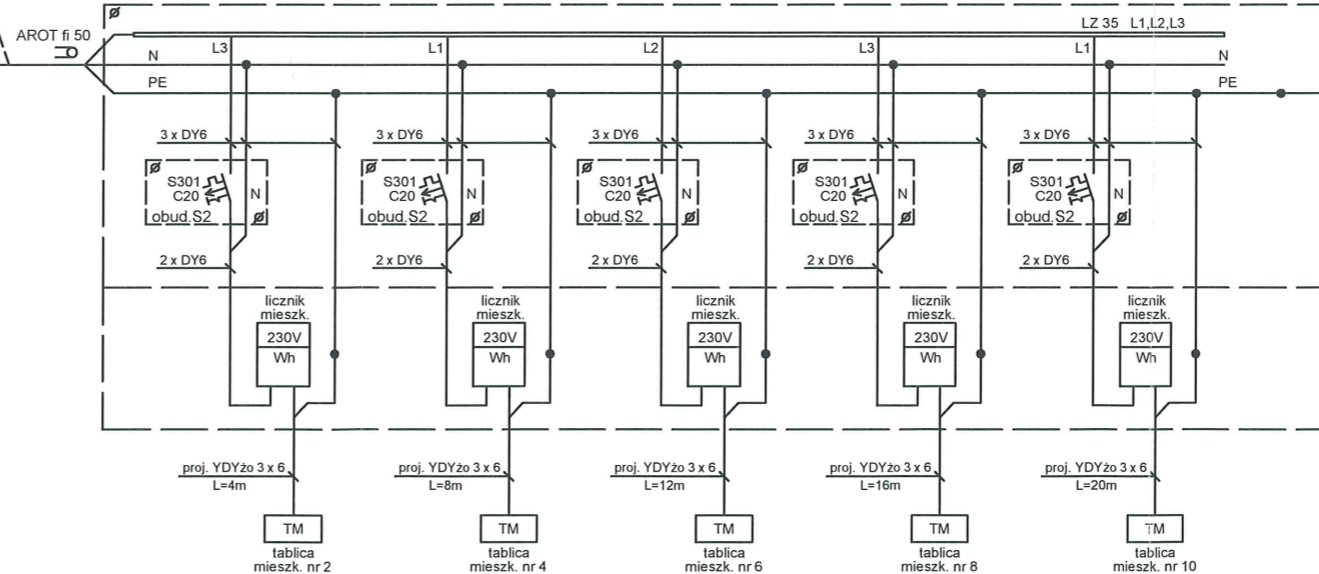 AROT fi 50
LZ 35 L1,L2,L3
L3 L1 L2 L3 L1
N N
PE PE
3 x DY6 3 x DY6 3 x DY6 3 x DY6 3 x DY6
S301 S301 S301 S301 S301
C20 N C20 N C20 N C20 N C20 N
obud.S2 obud.S2 obud.S2 obud.S2 obud.S2
2 x DY6 2 x DY6 2 x DY6 2 x DY6 2 x DY6
licznik licznik licznik licznik licznik
mieszk. mieszk. mieszk. mieszk. mieszk.
230V 230V 230V 230V 230V
Wh Wh Wh Wh Wh
proj. YDYżo 3 x 6 proj. YDYżo 3 x 6 proj. YDYżo 3 x 6 proj. YDYżo 3 x 6 proj. YDYżo 3 x 6
L=4m L=8m L=12m L=16m L=20m
TM TM TM TM TM
tablica tablica tablica tablica tablica
mieszk. nr 2 mieszk. nr 4 mieszk. nr 6 mieszk. nr 8 mieszk. nr 10